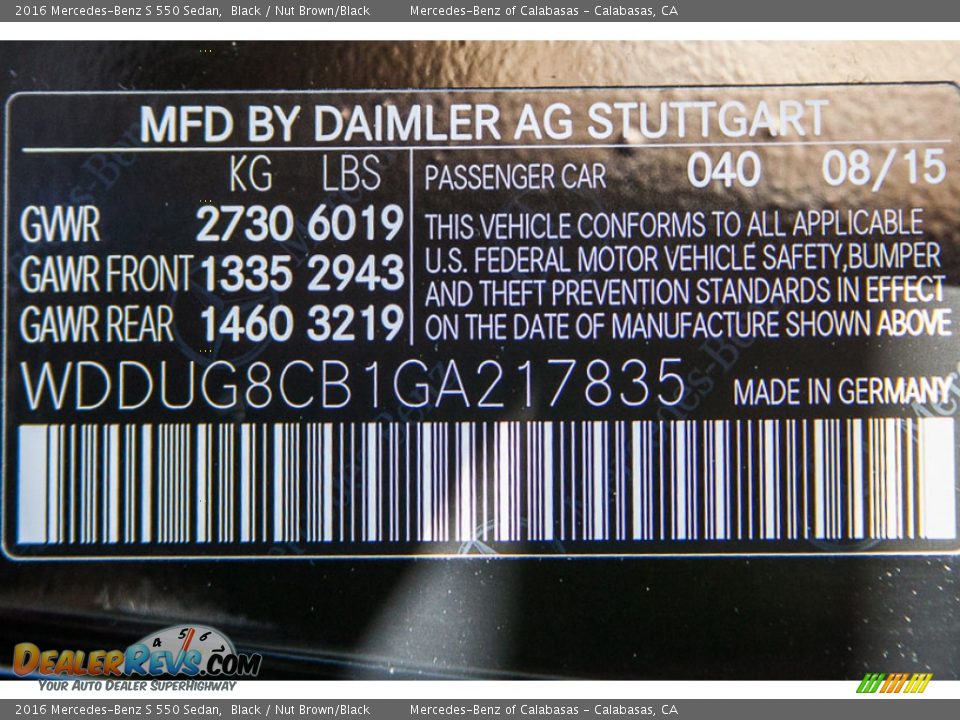 2016 Mercedes-Benz S 550 Sedan, Black / Nut Brown/Black Mercedes-Benz of Calabasas - Calabasas, CA
MFD BY DAIMLER AG STUTTGART
KG LBS
GVWR 2730 6019
GAWR FRONT 1335 2943
GAWR REAR 1460 3219
PASSENGER CAR 040 08/15
THIS VEHICLE CONFORMS TO ALL APPLICABLE
U.S. FEDERAL MOTOR VEHICLE SAFETY,BUMPER
AND THEFT PREVENTION STANDARDS IN EFFECT
ON THE DATE OF MANUFACTURE SHOWN ABOVE
WDDUG8CB1GA217835 MADE IN GERMANY
4 5 6
DEALERREVS.COM
YOUR AUTO DEALER SUPERHIGHWAY
2016 Mercedes-Benz S 550 Sedan, Black / Nut Brown/Black Mercedes-Benz of Calabasas - Calabasas, CA